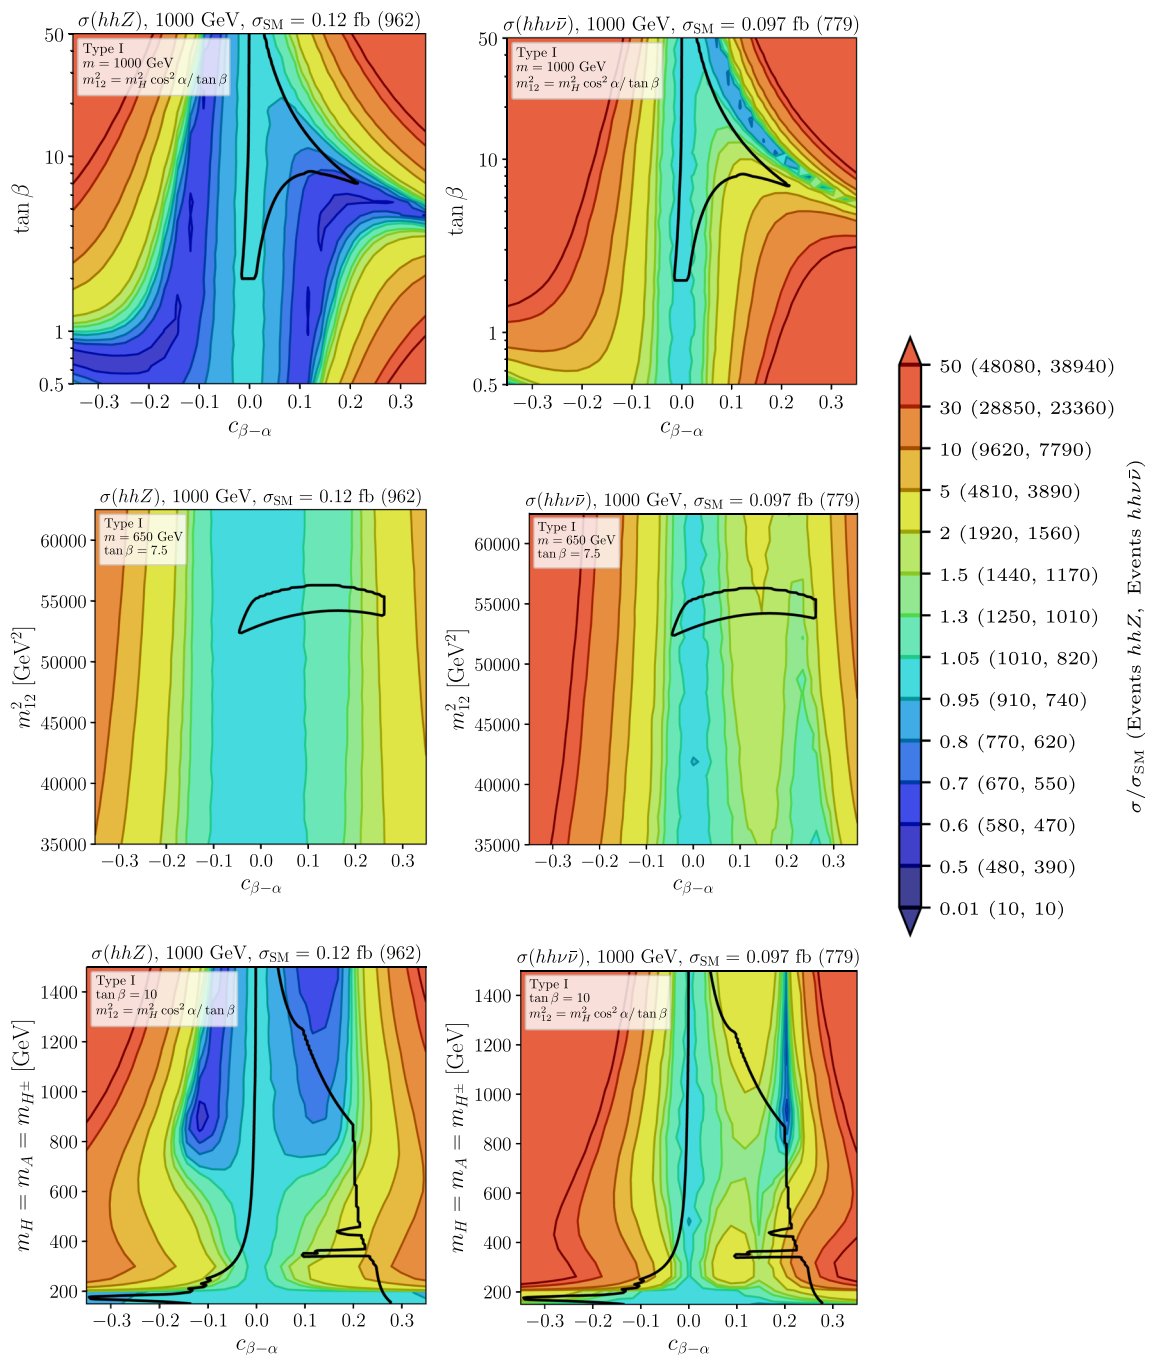 σ(hhZ), 1000 GeV, σ_SM = 0.12 fb (962)
Type I
m = 1000 GeV
m²₁₂ = m²_H cos² α/ tan β
50
10
1
0.5
tan β
−0.3 −0.2 −0.1 0.0 0.1 0.2 0.3
c_β−α
σ(hhνν̄), 1000 GeV, σ_SM = 0.097 fb (779)
Type I
m = 1000 GeV
m²₁₂ = m²_H cos² α/ tan β
50
10
1
0.5
tan β
−0.3 −0.2 −0.1 0.0 0.1 0.2 0.3
c_β−α
σ(hhZ), 1000 GeV, σ_SM = 0.12 fb (962)
Type I
m = 650 GeV
tan β = 7.5
60000
55000
50000
45000
40000
35000
m²₁₂ [GeV²]
−0.3 −0.2 −0.1 0.0 0.1 0.2 0.3
c_β−α
σ(hhνν̄), 1000 GeV, σ_SM = 0.097 fb (779)
Type I
m = 650 GeV
tan β = 7.5
60000
55000
50000
45000
40000
35000
m²₁₂ [GeV²]
−0.3 −0.2 −0.1 0.0 0.1 0.2 0.3
c_β−α
σ(hhZ), 1000 GeV, σ_SM = 0.12 fb (962)
Type I
tan β = 10
m²₁₂ = m²_H cos² α/ tan β
1400
1200
1000
800
600
400
200
m_H = m_A = m_H± [GeV]
−0.3 −0.2 −0.1 0.0 0.1 0.2 0.3
c_β−α
σ(hhνν̄), 1000 GeV, σ_SM = 0.097 fb (779)
Type I
tan β = 10
m²₁₂ = m²_H cos² α/ tan β
1400
1200
1000
800
600
400
200
m_H = m_A = m_H± [GeV]
−0.3 −0.2 −0.1 0.0 0.1 0.2 0.3
c_β−α
50 (48080, 38940)
30 (28850, 23360)
10 (9620, 7790)
5 (4810, 3890)
2 (1920, 1560)
1.5 (1440, 1170)
1.3 (1250, 1010)
1.05 (1010, 820)
0.95 (910, 740)
0.8 (770, 620)
0.7 (670, 550)
0.6 (580, 470)
0.5 (480, 390)
0.01 (10, 10)
σ/σ_SM (Events hhZ, Events hhνν̄)